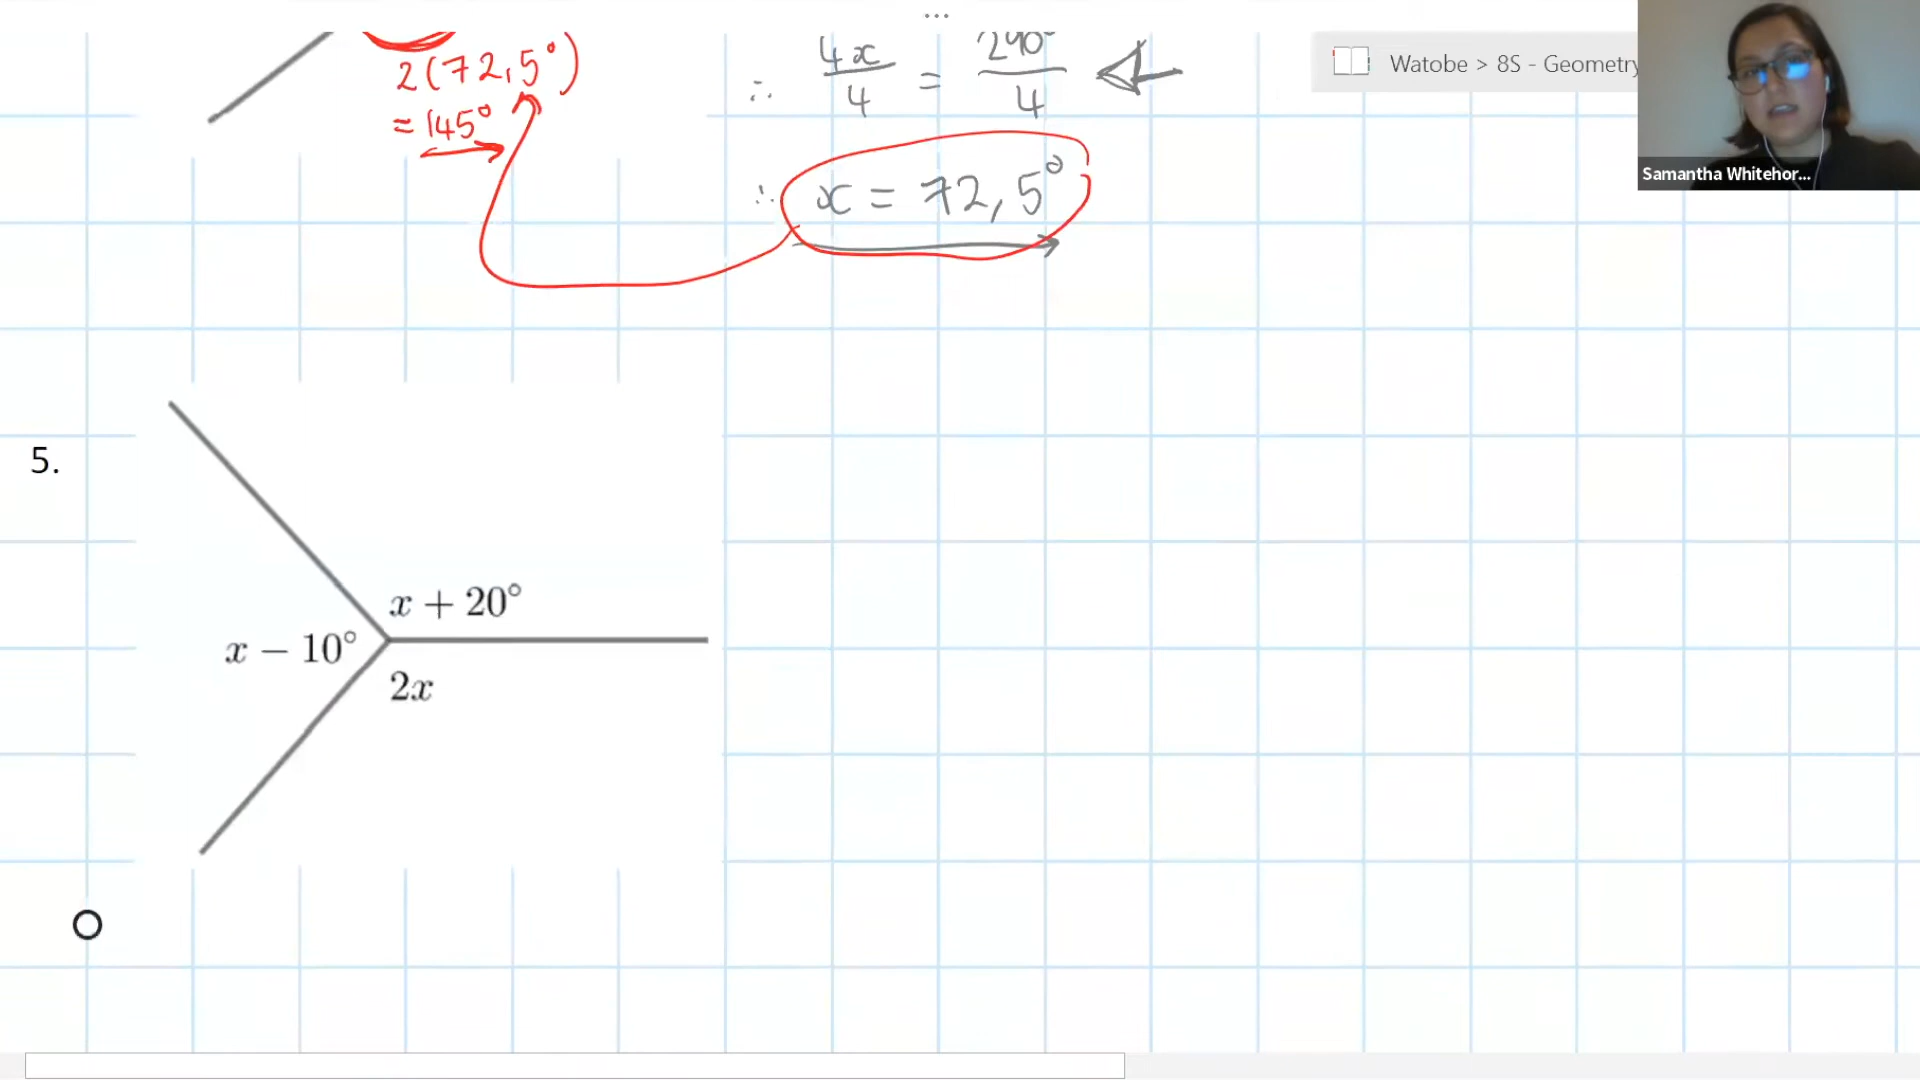 ...
2(72,5°)
= 145°
∴ 4x/4 = 290°/4
∴ x = 72,5°
Watobe > 8S - Geometry
Samantha Whitehor...
5.
x + 20°
x − 10°
2x